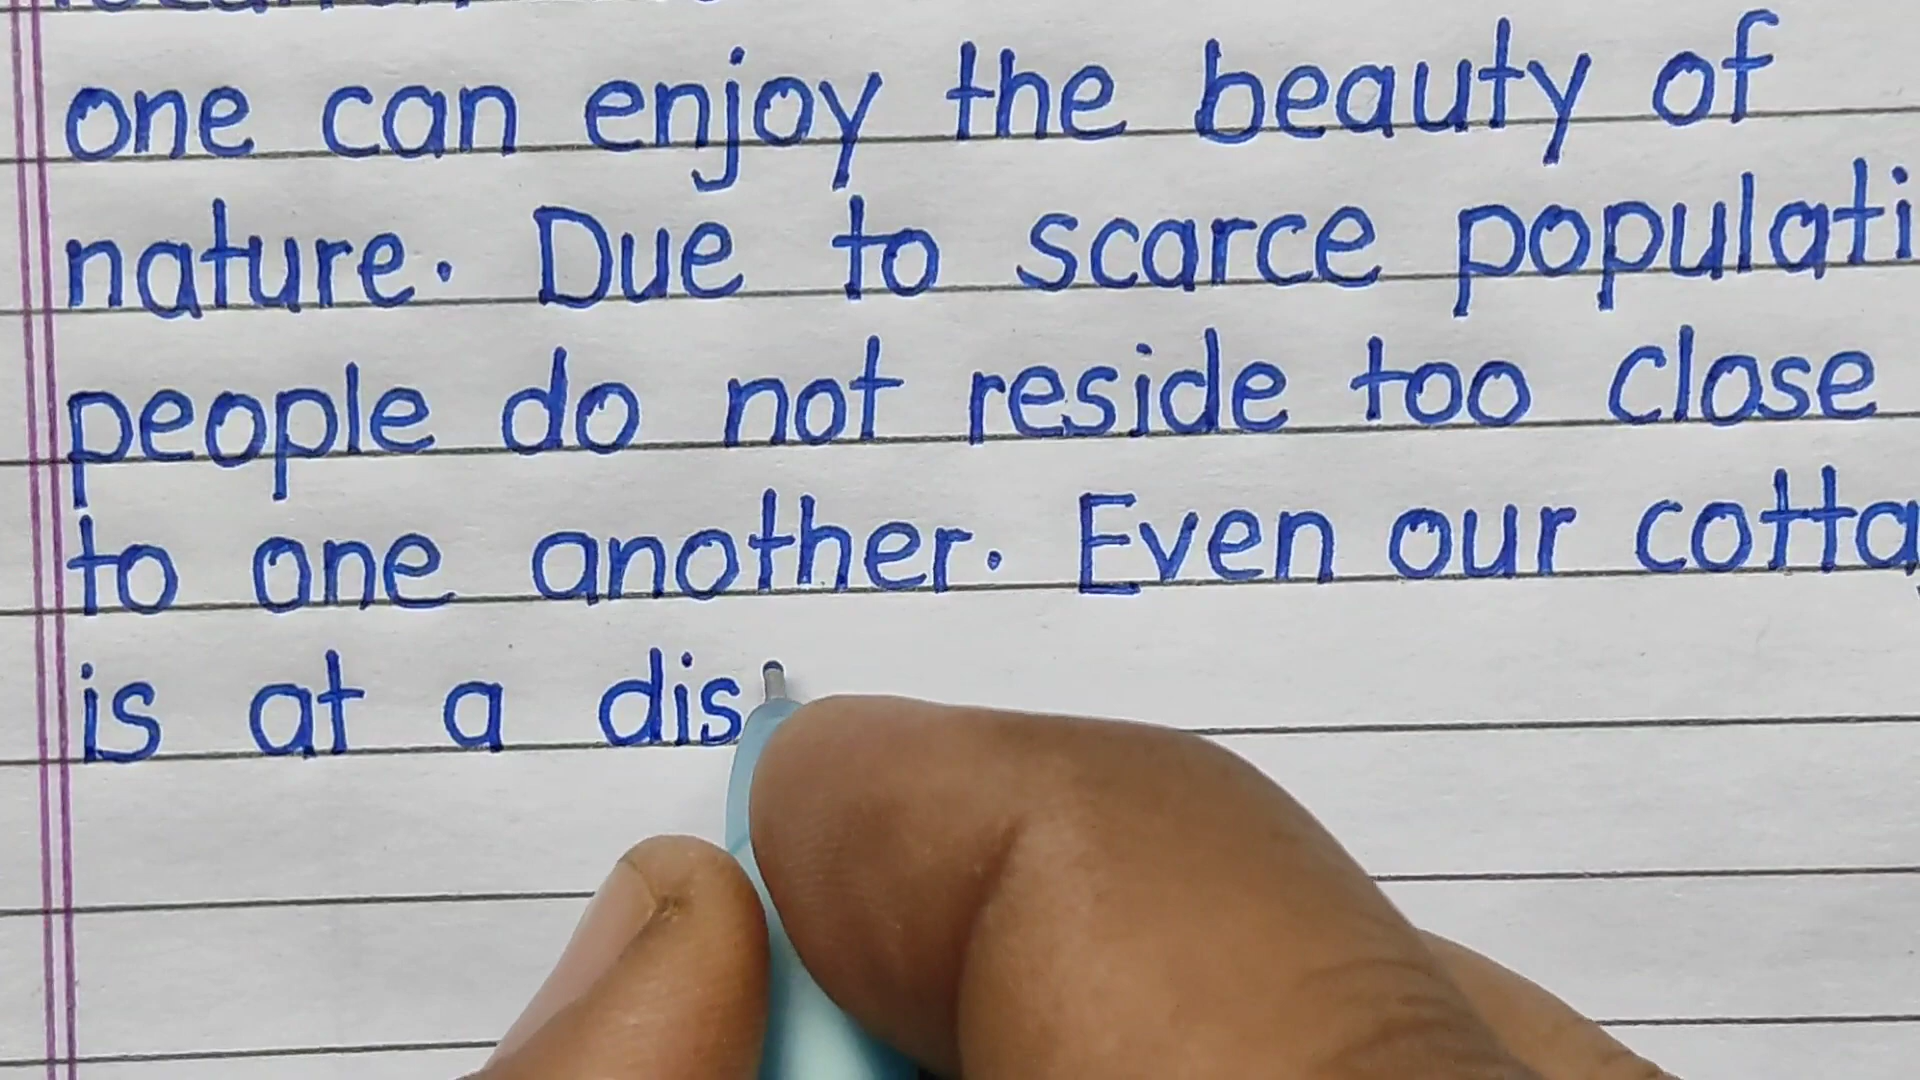 one can enjoy the beauty of
nature. Due to scarce populati
people do not reside too close
to one another. Even our cotta
is at a dis